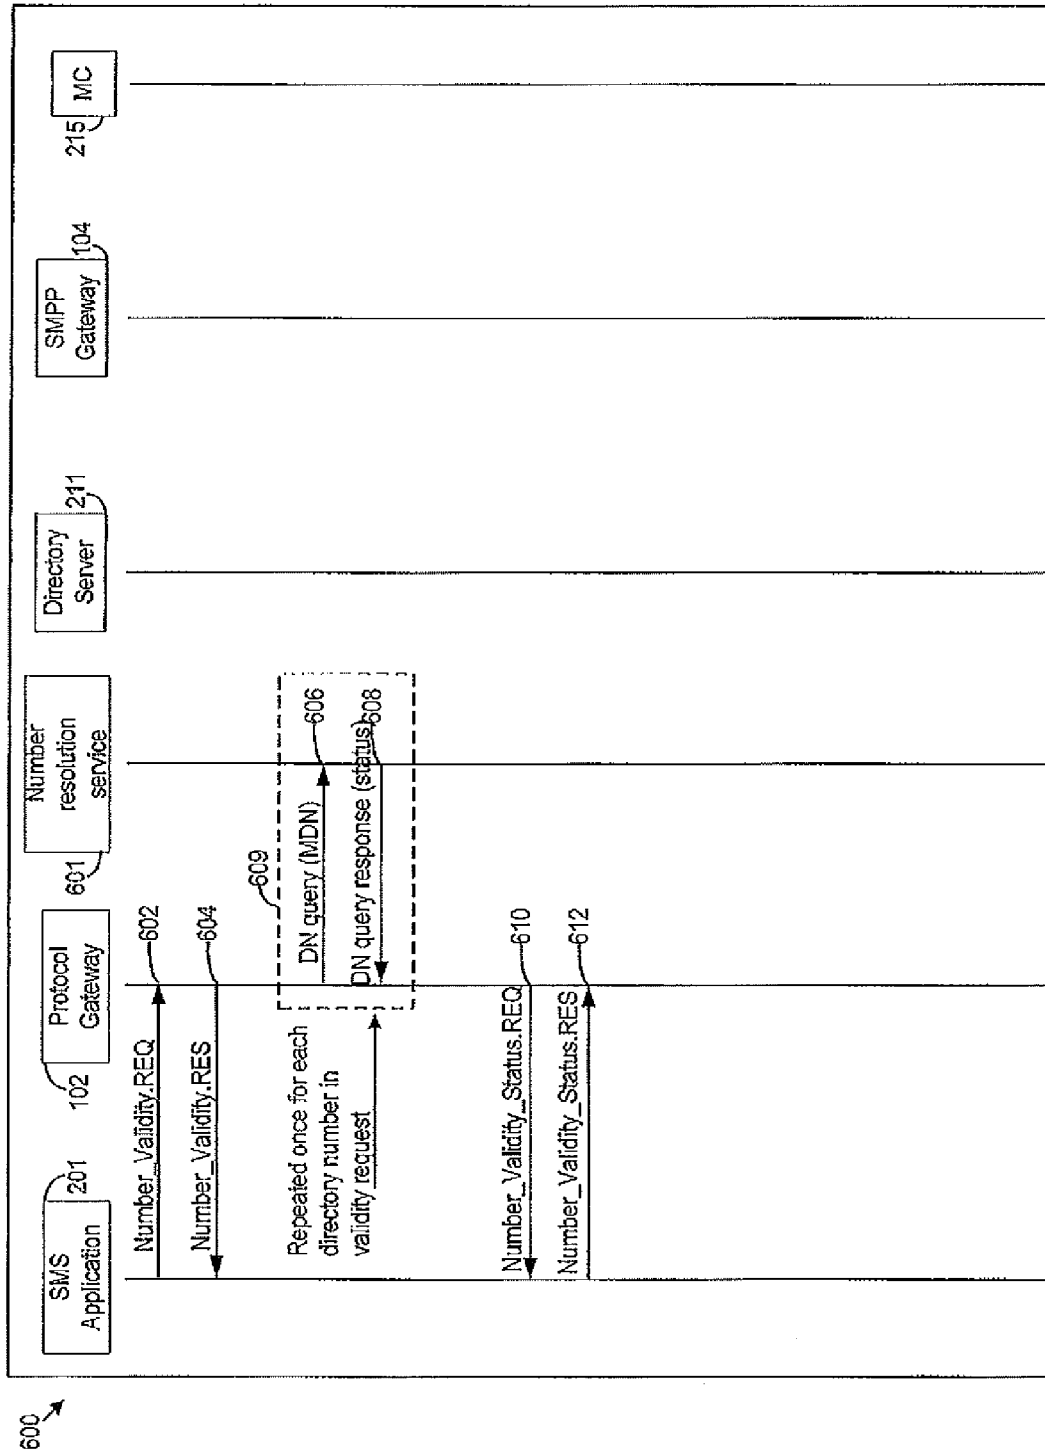 600
SMS
Application
201
Protocol
Gateway
102
Number
resolution
service
601
Directory
Server
211
SMPP
Gateway
104
MC
215
Number_Validity.REQ
602
Number_Validity.RES
604
609
Repeated once for each
directory number in
validity request
DN query (MDN)
606
DN query response (status)
608
Number_Validity_Status.REQ
610
Number_Validity_Status.RES
612